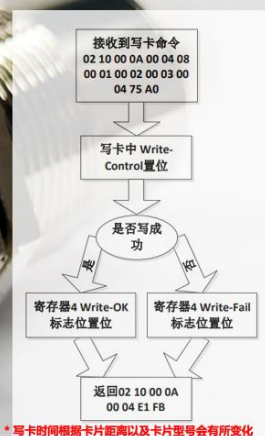 接收到写卡命令
02 10 00 0A 00 04 08
00 01 00 02 00 03 00
04 75 A0
写卡中 Write-
Control置位
是否写成
功
是
否
寄存器4 Write-OK
标志位置位
寄存器4 Write-Fail
标志位置位
返回02 10 00 0A
00 04 E1 FB
* 写卡时间根据卡片距离以及卡片型号会有所变化